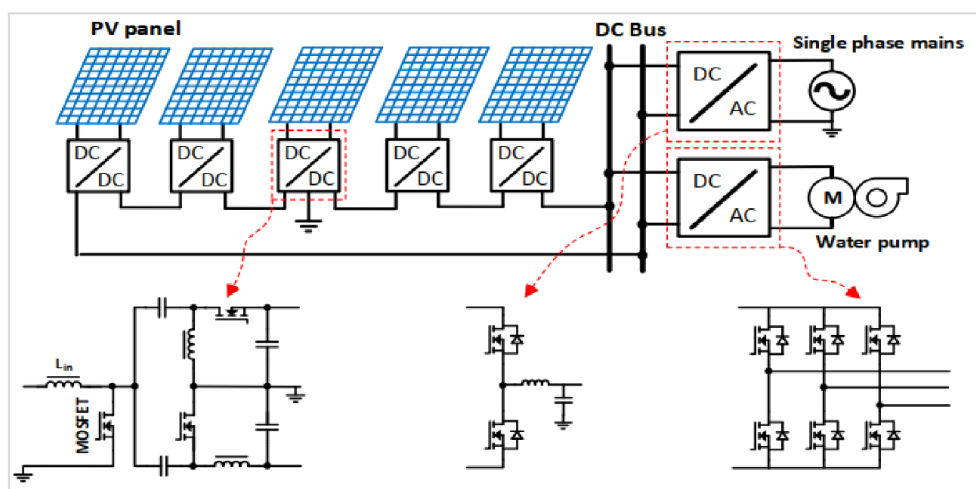 PV panel
DC Bus
Single phase mains
DC
AC
DC
DC
DC
DC
DC
DC
DC
DC
DC
DC
DC
AC
M
Water pump
Lin
MOSFET